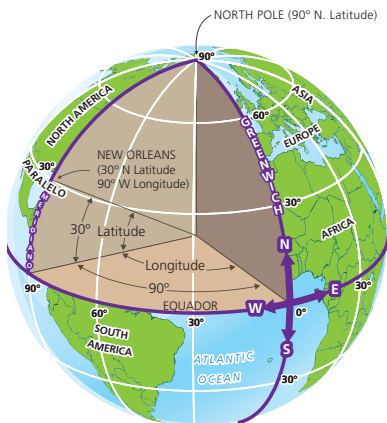 NORTH POLE (90º N. Latitude)
90º
NORTH AMERICA
ASIA
60º
EUROPE
GREENWICH
NEW ORLEANS
(30º N Latitude
90º W Longitude)
30º
PARALELO
MERIDIANO
30º
30º Latitude
AFRICA
N
Longitude
90º
E
90º
EQUADOR
W
0º
30º
60º
30º
SOUTH
AMERICA
S
ATLANTIC
OCEAN
30º